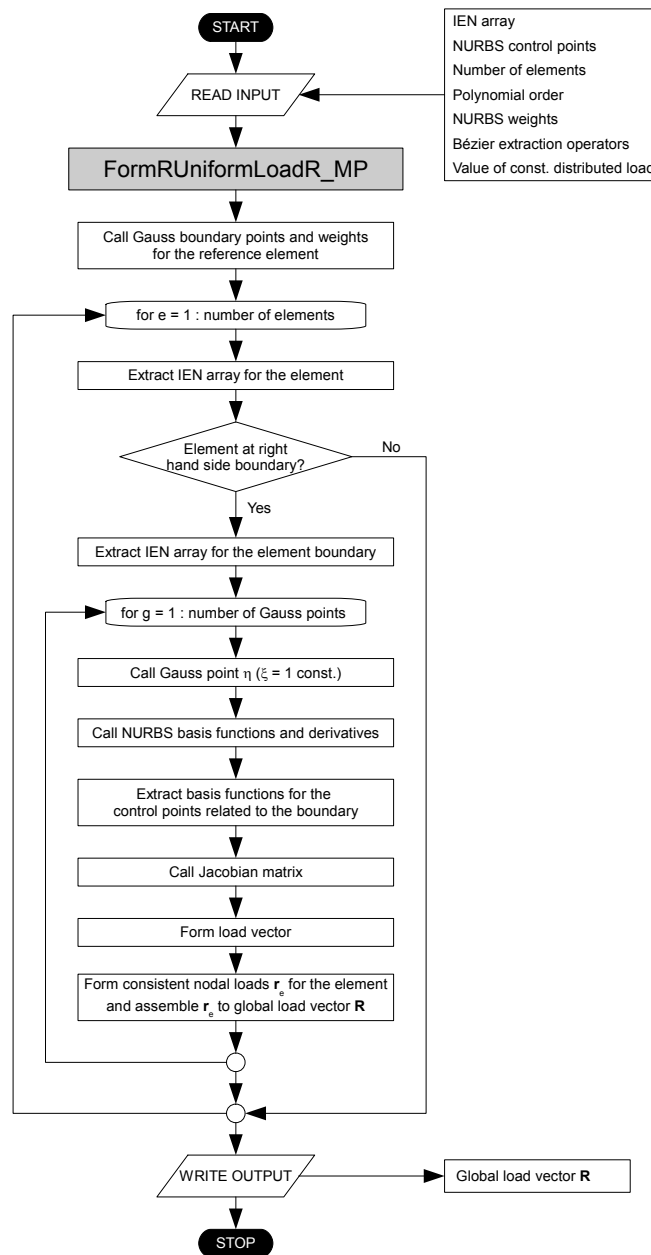 START
READ INPUT
IEN array
NURBS control points
Number of elements
Polynomial order
NURBS weights
Bézier extraction operators
Value of const. distributed load
FormRUniformLoadR_MP
Call Gauss boundary points and weights
for the reference element
for e = 1 : number of elements
Extract IEN array for the element
Element at right
hand side boundary?
No
Yes
Extract IEN array for the element boundary
for g = 1 : number of Gauss points
Call Gauss point η (ξ = 1 const.)
Call NURBS basis functions and derivatives
Extract basis functions for the
control points related to the boundary
Call Jacobian matrix
Form load vector
Form consistent nodal loads r_e for the element
and assemble r_e to global load vector R
WRITE OUTPUT
Global load vector R
STOP